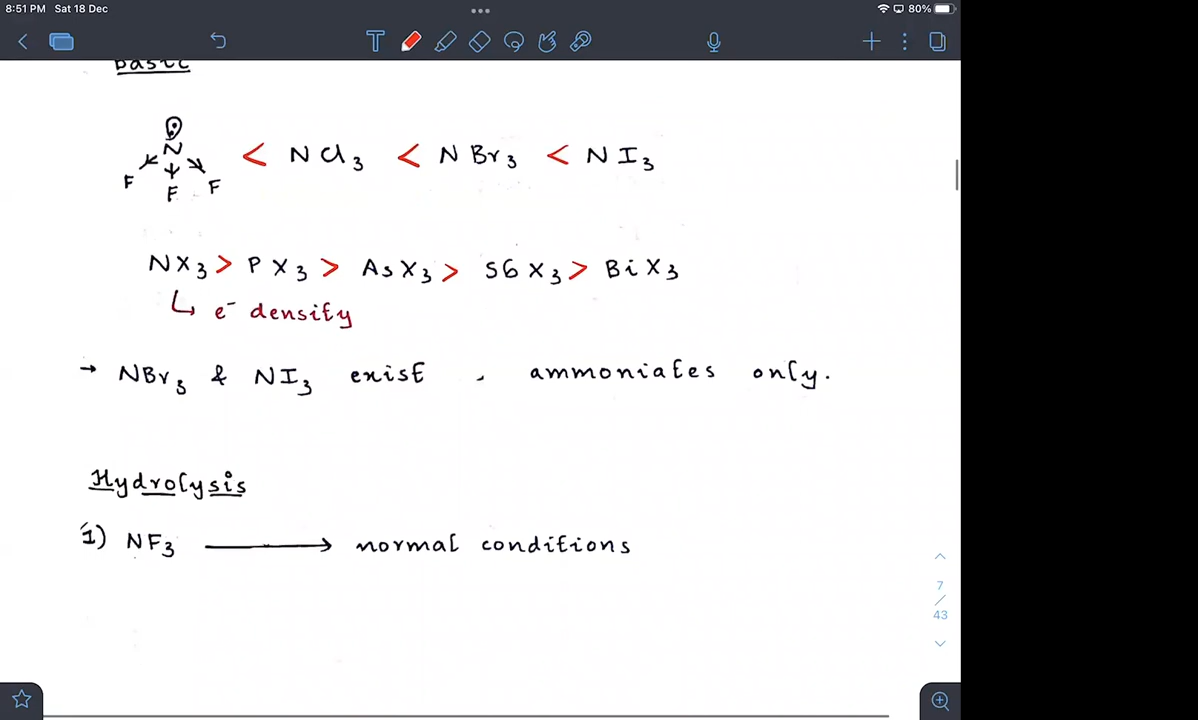 8:51 PM Sat 18 Dec
80%
basic
N F F F < NCl3 < NBr3 < NI3
NX3 > PX3 > AsX3 > SbX3 > BiX3
↳ e⁻ density
→ NBr3 & NI3 exist . ammoniates only.
Hydrolysis
1) NF3 ⟶ normal conditions
7
/
43